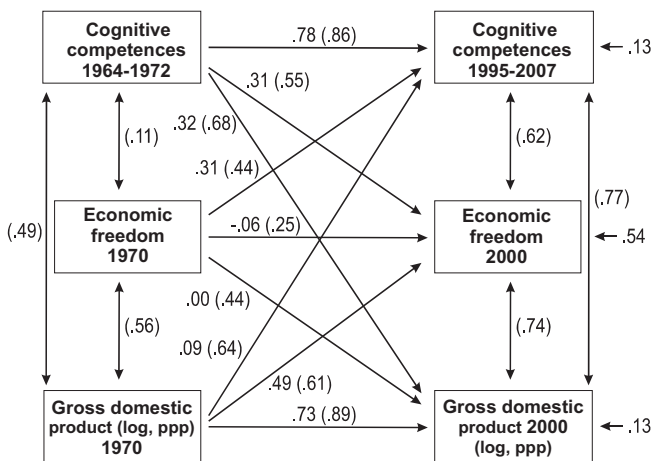 Cognitive
competences
1964-1972
.78 (.86)
Cognitive
competences
1995-2007
.13
.31 (.55)
.32 (.68)
(.11)
.31 (.44)
(.62)
(.49)
Economic
freedom
1970
-.06 (.25)
Economic
freedom
2000
(.77)
.54
.00 (.44)
(.56)
.09 (.64)
(.74)
.49 (.61)
Gross domestic
product (log, ppp)
1970
.73 (.89)
Gross domestic
product 2000
(log, ppp)
.13